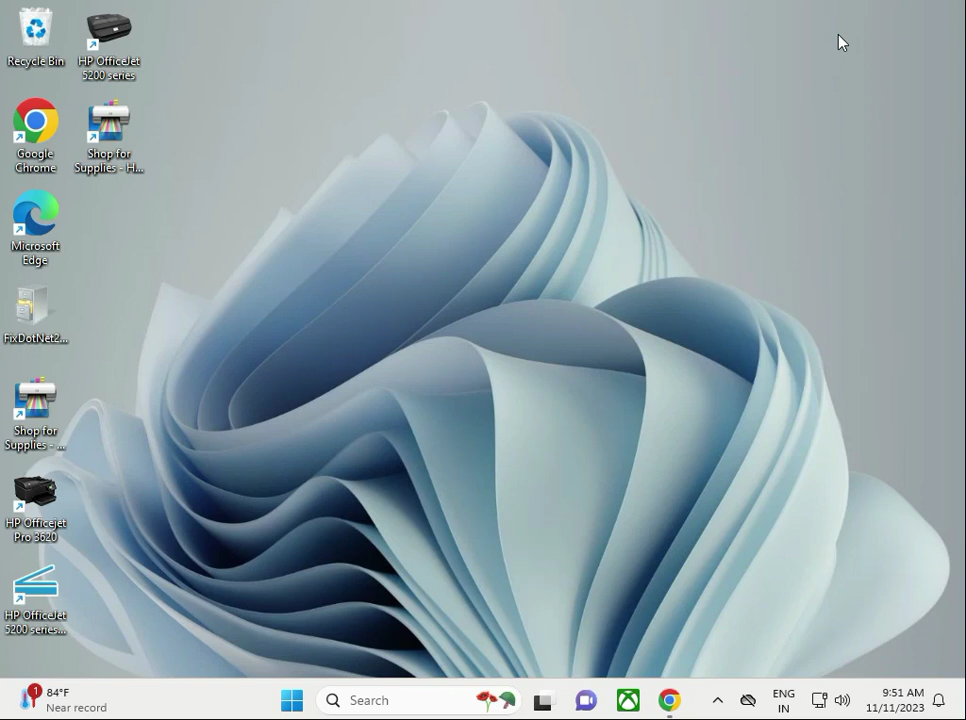 Recycle Bin
HP OfficeJet
5200 series
Google
Chrome
Shop for
Supplies - H...
Microsoft
Edge
FixDotNet2...
Shop for
Supplies - ...
HP Officejet
Pro 3620
HP OfficeJet
5200 series...
1
84°F
Near record
Search
ENG
IN
9:51 AM
11/11/2023